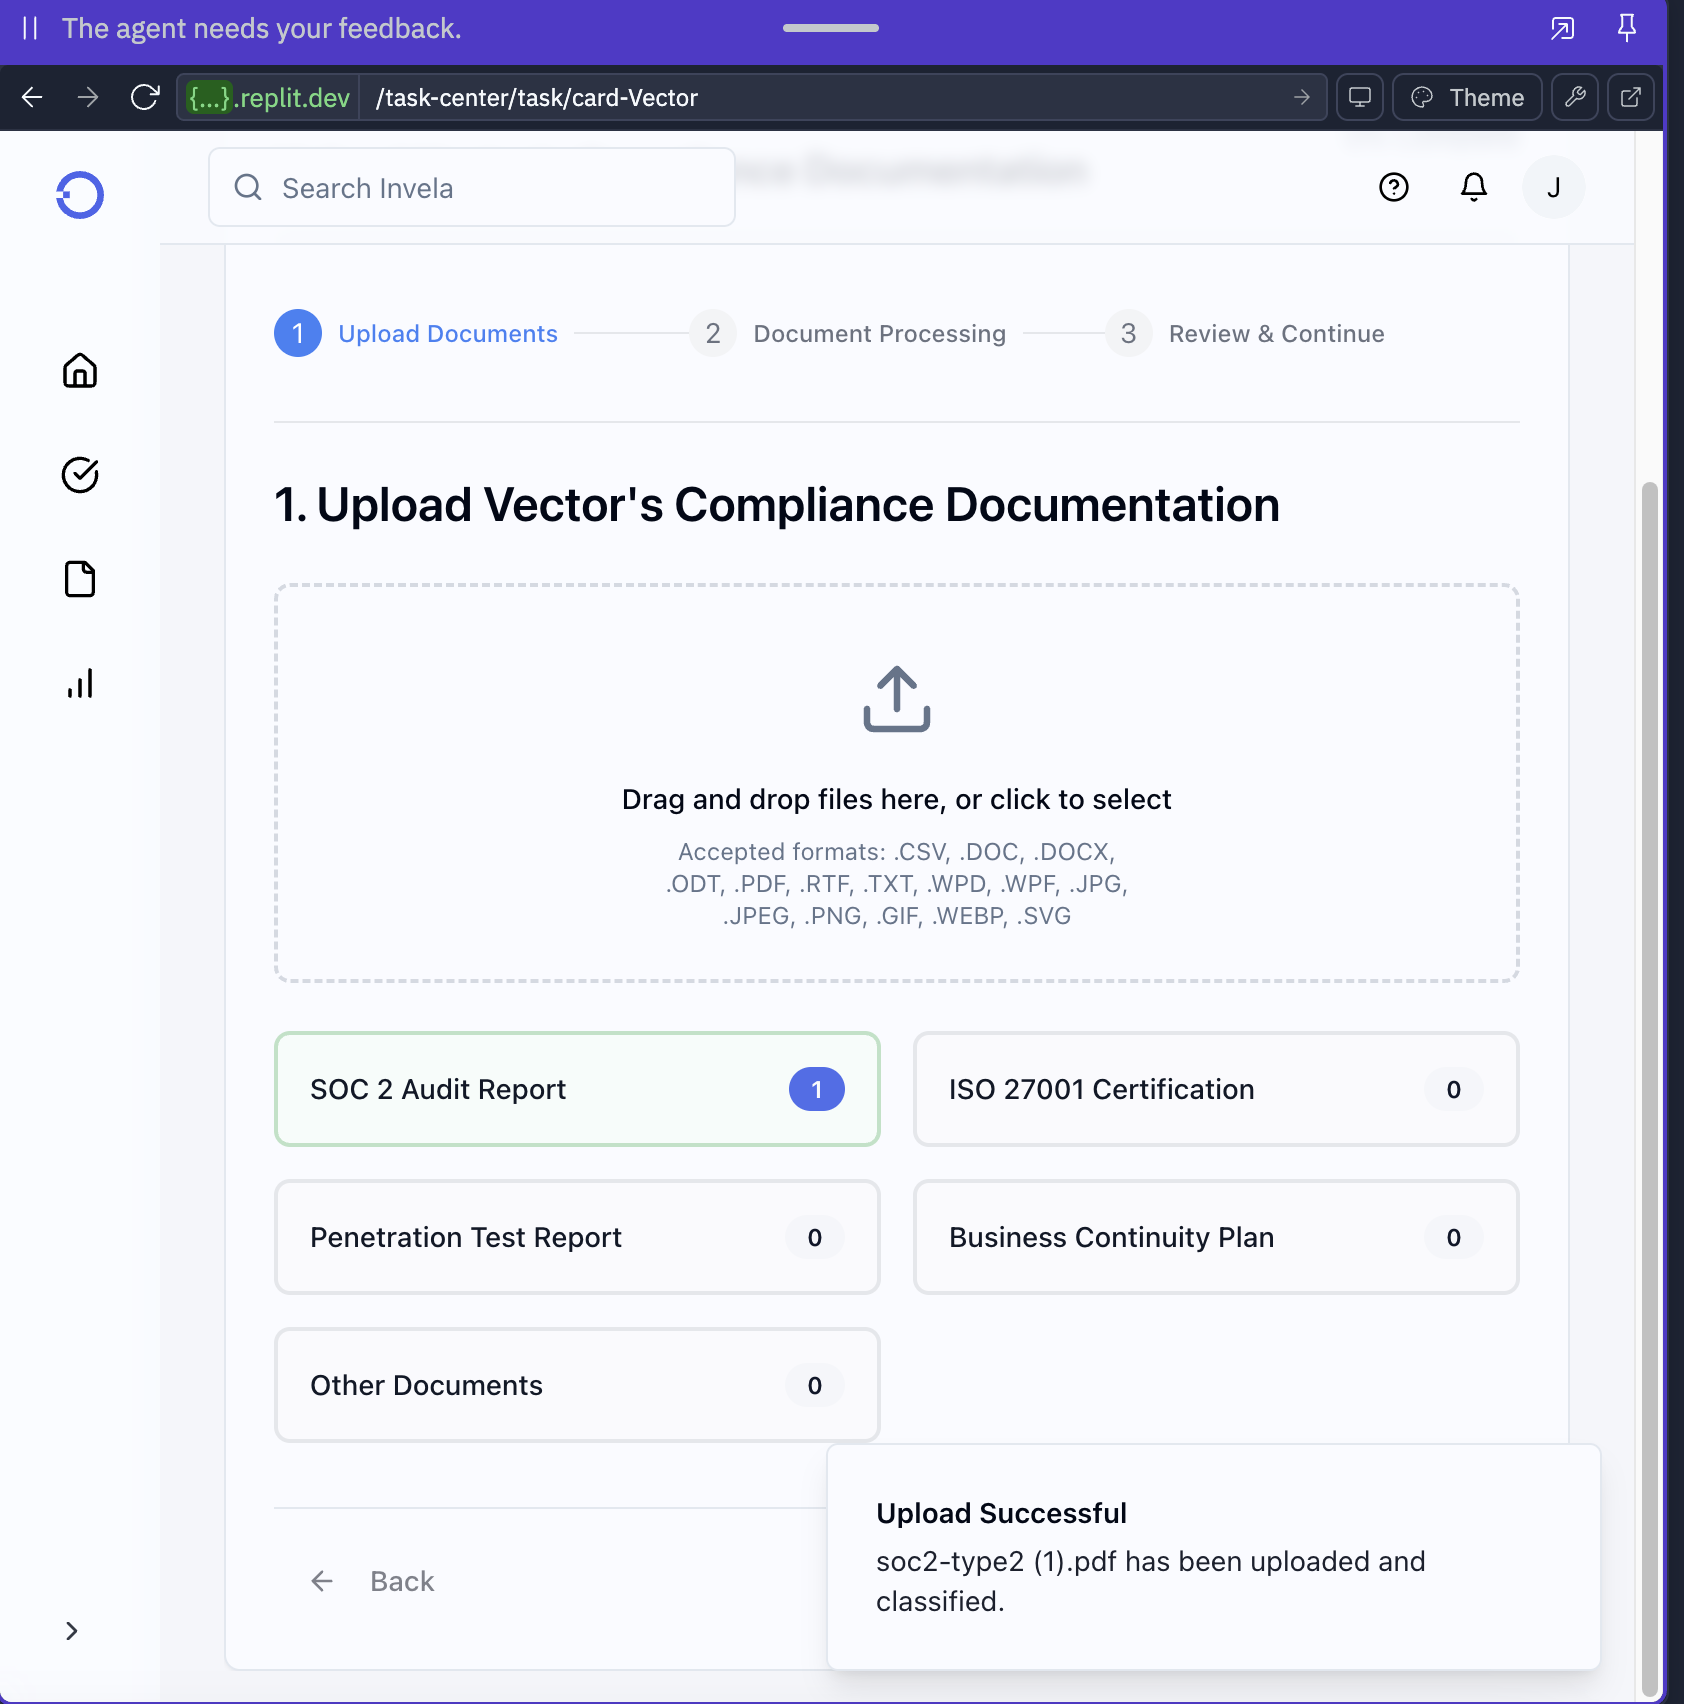 The agent needs your feedback.
{...}.replit.dev /task-center/task/card-Vector
Theme
Search Invela
Documentation
J
1 Upload Documents
2 Document Processing
3 Review & Continue
1. Upload Vector's Compliance Documentation
Drag and drop files here, or click to select
Accepted formats: .CSV, .DOC, .DOCX,
.ODT, .PDF, .RTF, .TXT, .WPD, .WPF, .JPG,
.JPEG, .PNG, .GIF, .WEBP, .SVG
SOC 2 Audit Report 1
ISO 27001 Certification 0
Penetration Test Report 0
Business Continuity Plan 0
Other Documents 0
Back
Upload Successful
soc2-type2 (1).pdf has been uploaded and
classified.